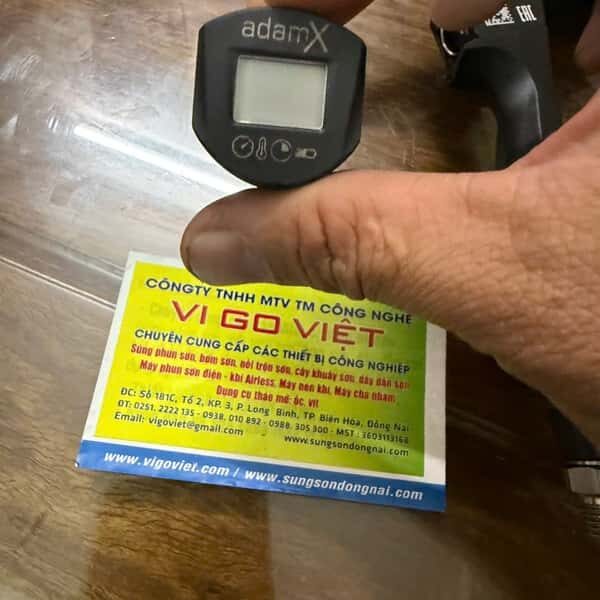 adamX
EAC
CÔNGTY TNHH MTV TM CÔNG NGHỆ
VI GO VIỆT
CHUYÊN CUNG CẤP CÁC THIẾT BỊ CÔNG NGHIỆP
Súng phun sơn, bơm sơn, nồi trộn sơn, cây khuấy sơn, dây dẫn sơn
Máy phun sơn điện - khí Airless, Máy nén khí, Máy chà nhám
Dụng cụ tháo mở: ốc, vít
ĐC: Số 181C, Tổ 2, KP. 3, P. Long Bình, TP. Biên Hòa, Đồng Nai
ĐT: 0251. 2222 135 - 0938. 010 892 - 0988. 305 300 - MST : 3603113168
Email: vigoviet@gmail.com www.sungsondongnai.com
www.vigoviet.com / www.sungsondongnai.com